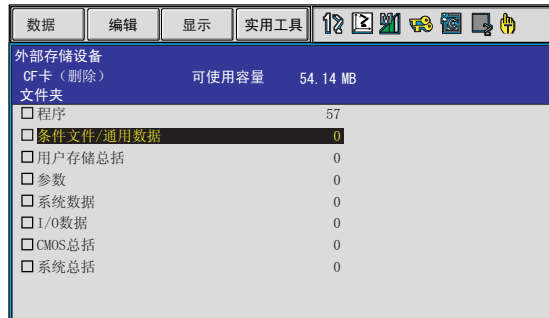 数据 编辑 显示 实用工具
外部存储设备
CF卡（删除） 可使用容量 54.14 MB
文件夹
程序 57
条件文件/通用数据 0
用户存储总括 0
参数 0
系统数据 0
I/O数据 0
CMOS总括 0
系统总括 0